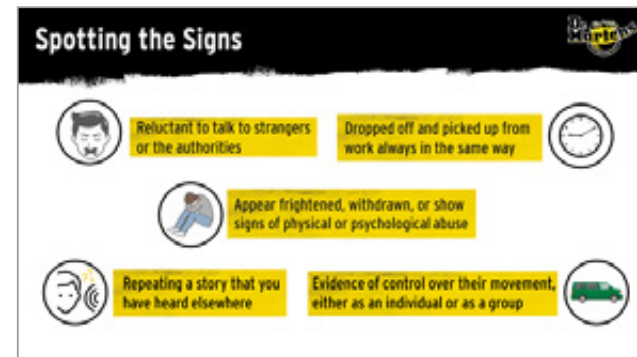 Spotting the Signs
Dr. Martens
Reluctant to talk to strangers
or the authorities
Dropped off and picked up from
work always in the same way
Appear frightened, withdrawn, or show
signs of physical or psychological abuse
Repeating a story that you
have heard elsewhere
Evidence of control over their movement,
either as an individual or as a group